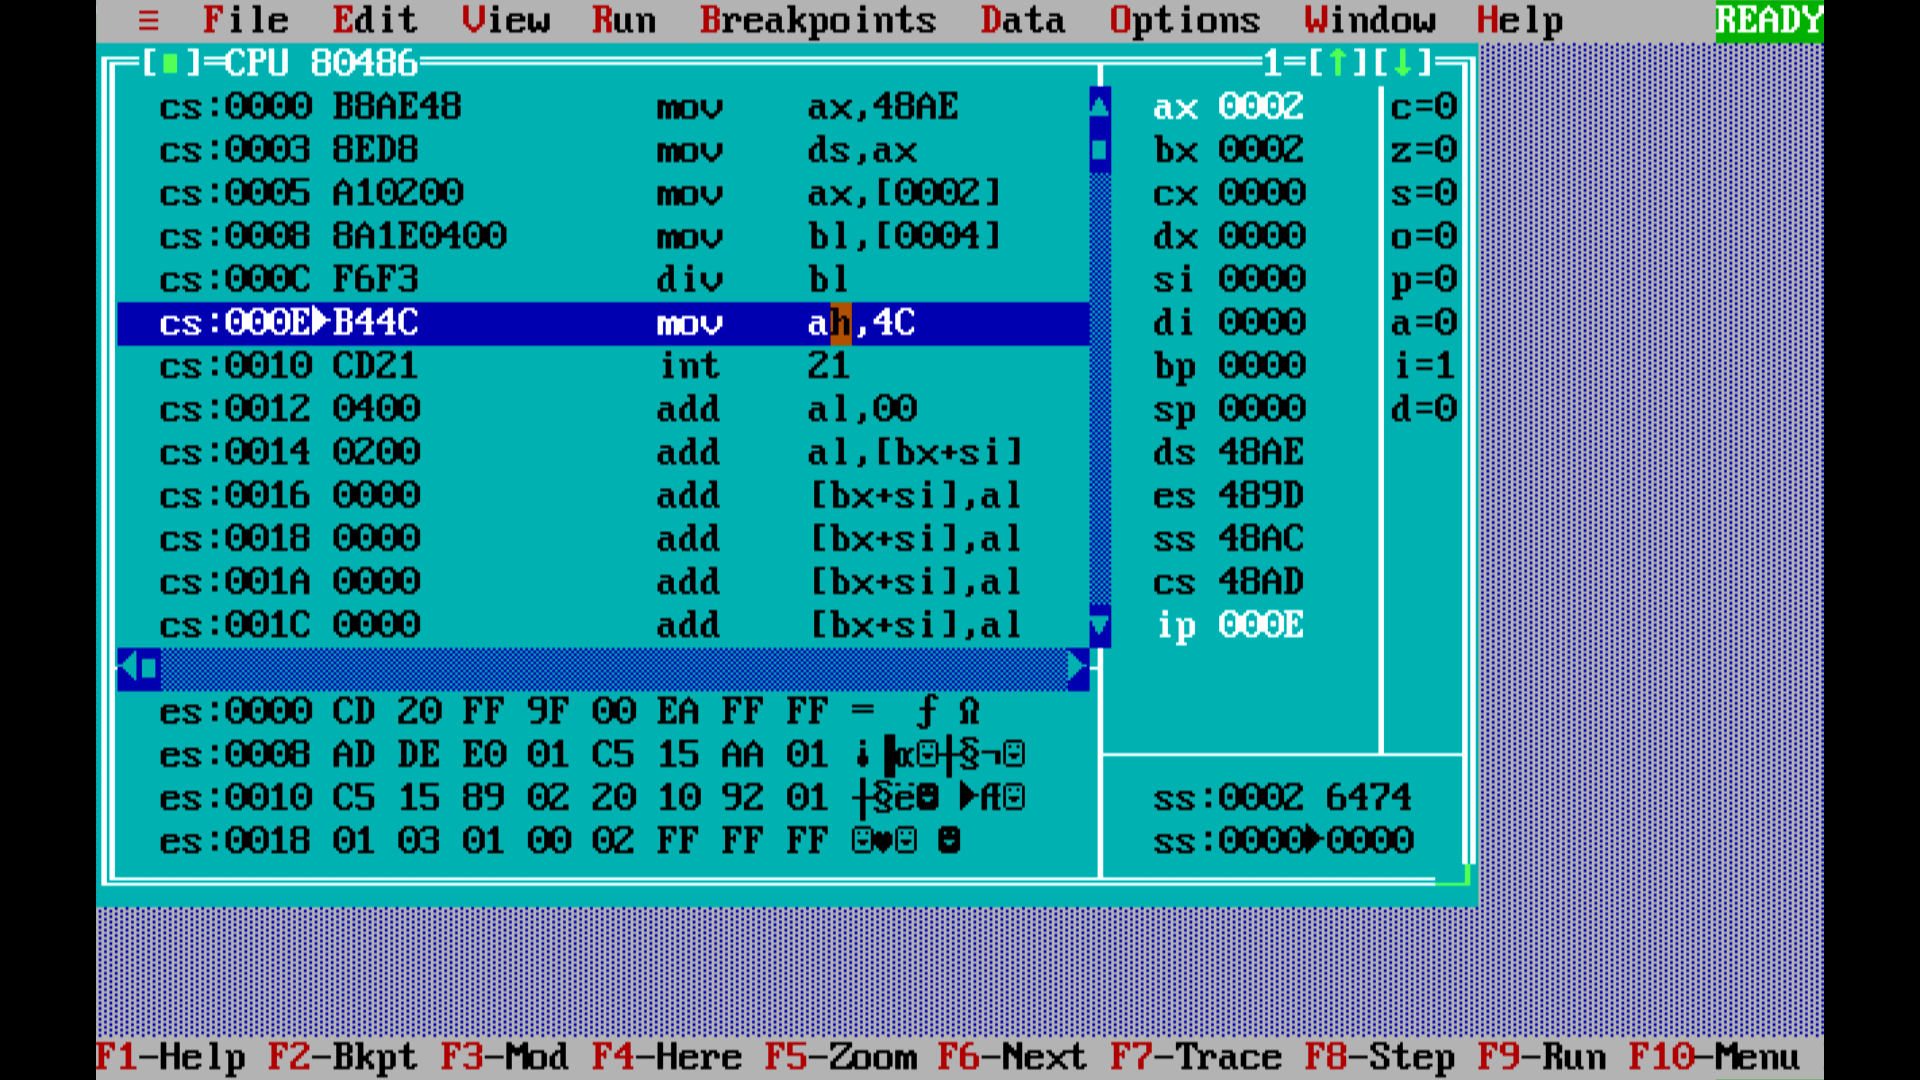 ≡ File Edit View Run Breakpoints Data Options Window Help READY
[■]=CPU 80486 1=[↑][↓]
cs:0000 B8AE48 mov ax,48AE ax 0002 c=0
cs:0003 8ED8 mov ds,ax bx 0002 z=0
cs:0005 A10200 mov ax,[0002] cx 0000 s=0
cs:0008 8A1E0400 mov bl,[0004] dx 0000 o=0
cs:000C F6F3 div bl si 0000 p=0
cs:000E►B44C mov ah,4C di 0000 a=0
cs:0010 CD21 int 21 bp 0000 i=1
cs:0012 0400 add al,00 sp 0000 d=0
cs:0014 0200 add al,[bx+si] ds 48AE
cs:0016 0000 add [bx+si],al es 489D
cs:0018 0000 add [bx+si],al ss 48AC
cs:001A 0000 add [bx+si],al cs 48AD
cs:001C 0000 add [bx+si],al ip 000E
es:0000 CD 20 FF 9F 00 EA FF FF = ƒ Ω
es:0008 AD DE E0 01 C5 15 AA 01 ¡▐α☺┼§¬☺
es:0010 C5 15 89 02 20 10 92 01 ┼§ë☻ ►Æ☺ ss:0002 6474
es:0018 01 03 01 00 02 FF FF FF ☺♥☺ ☻ ss:0000►0000
F1-Help F2-Bkpt F3-Mod F4-Here F5-Zoom F6-Next F7-Trace F8-Step F9-Run F10-Menu